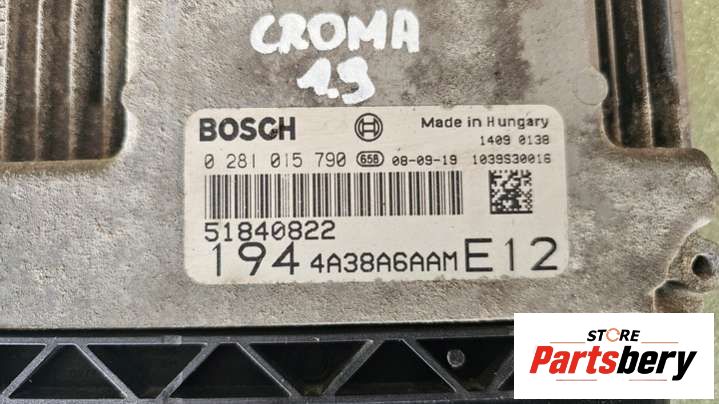 CROMA
1.9
BOSCH
Made in Hungary
1409 0138
0 281 015 790 658 08-09-19 1039S30016
51840822
194 4A38A6AAM E12
STORE
Partsbery